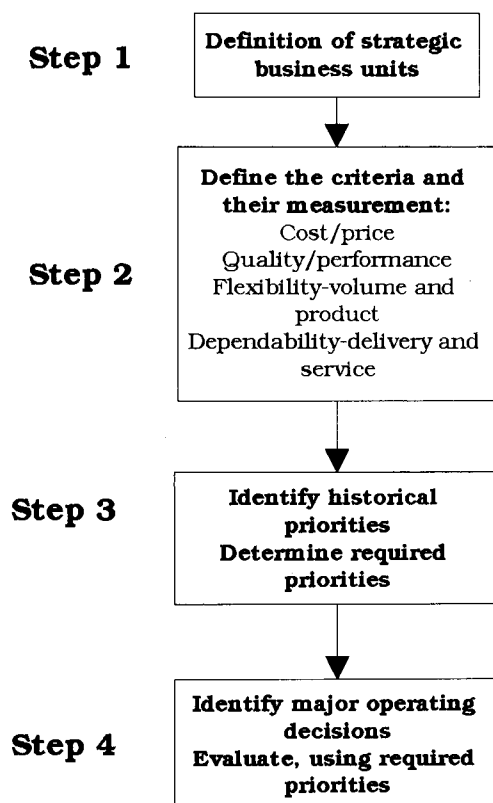 Step 1
Definition of strategic
business units
Step 2
Define the criteria and
their measurement:
Cost/price
Quality/performance
Flexibility-volume and
product
Dependability-delivery and
service
Step 3
Identify historical
priorities
Determine required
priorities
Step 4
Identify major operating
decisions
Evaluate, using required
priorities